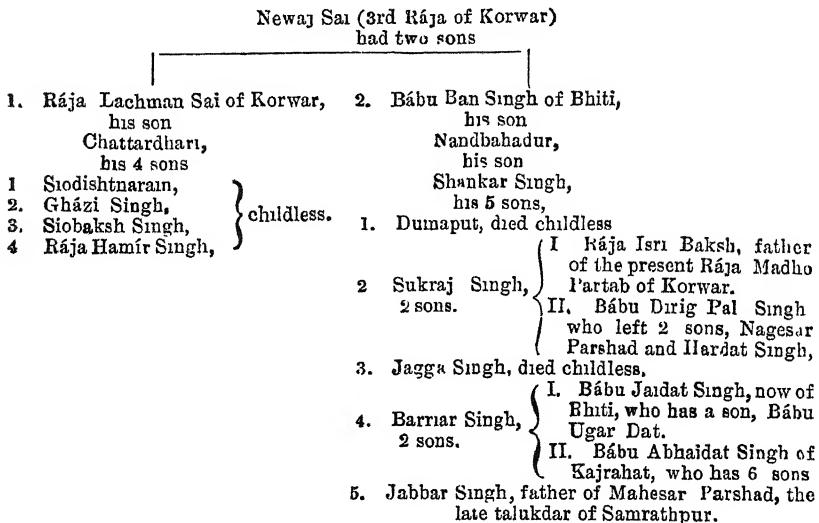 Newaj Sai (3rd Rája of Korwar)
had two sons
1. Rája Lachman Sai of Korwar,
his son
Chattardhari,
his 4 sons
1 Siodishtnarain,
2. Gházi Singh,
3. Siobaksh Singh,
4 Rája Hamír Singh,
childless.
2. Bábu Ban Singh of Bhiti,
his son
Nandbahadur,
his son
Shankar Singh,
his 5 sons,
1. Dumaput, died childless
2 Sukraj Singh,
2 sons.
I Rája Isri Baksh, father
of the present Rája Madho
Partab of Korwar.
II. Bábu Dirig Pal Singh
who left 2 sons, Nagesar
Parshad and Hardat Singh,
3. Jagga Singh, died childless,
4. Barriar Singh,
2 sons.
I. Bábu Jaidat Singh, now of
Bhiti, who has a son, Bábu
Ugar Dat.
II. Bábu Abhaidat Singh of
Kajrahat, who has 6 sons
5. Jabbar Singh, father of Mahesar Parshad, the
late talukdar of Samrathpur.